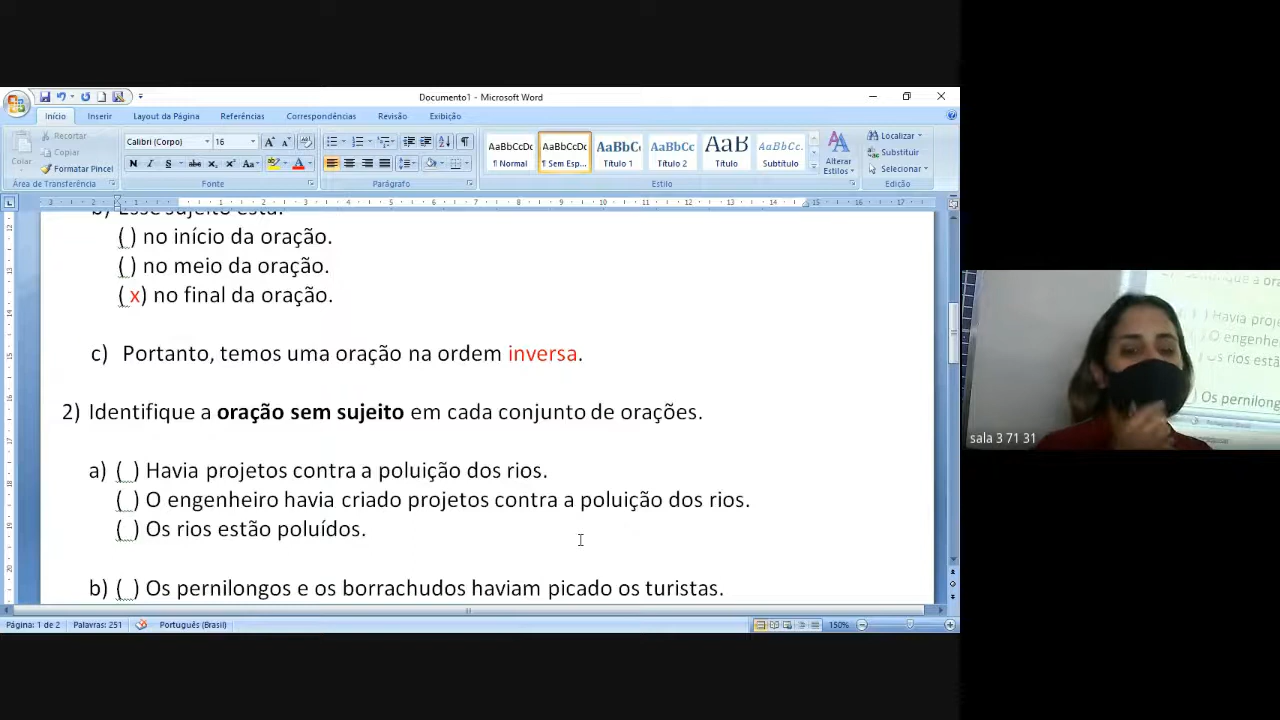 Documento1 - Microsoft Word
Início Inserir Layout da Página Referências Correspondências Revisão Exibição
Recortar
Copiar
Colar
Formatar Pincel
Calibri (Corpo) 16
AaBbCcDc AaBbCcDc AaBbC AaBbCc AaB AaBbCc.
¶ Normal ¶ Sem Esp... Título 1 Título 2 Título Subtítulo
Alterar Estilos
Localizar
Substituir
Selecionar
Área de Transferência Fonte Parágrafo Estilo Edição
b) Esse sujeito está:
( ) no início da oração.
( ) no meio da oração.
( x) no final da oração.
c) Portanto, temos uma oração na ordem inversa.
2) Identifique a oração sem sujeito em cada conjunto de orações.
a) ( ) Havia projetos contra a poluição dos rios.
( ) O engenheiro havia criado projetos contra a poluição dos rios.
( ) Os rios estão poluídos.
b) ( ) Os pernilongos e os borrachudos haviam picado os turistas.
Página: 1 de 2 Palavras: 251 Português (Brasil) 150%
sala 3 71 31
( ) Havia proje
( ) O engenhe
( ) Os rios estã
Os pernilong